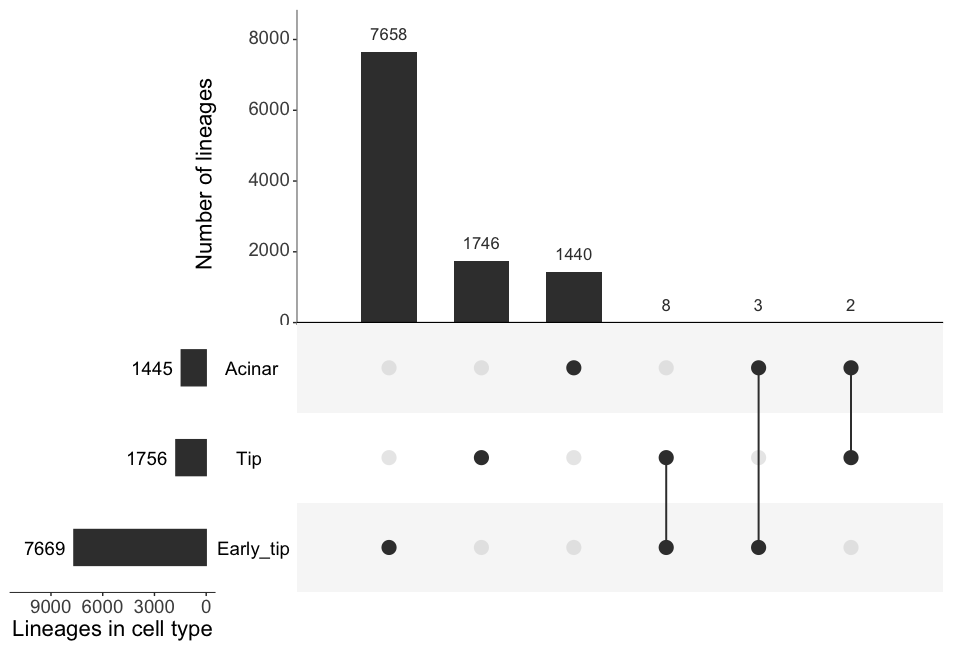 8000
7658
6000
4000
2000
0
Number of lineages
1746
1440
8
3
2
1445
Acinar
1756
Tip
7669
Early_tip
9000 6000 3000 0
Lineages in cell type